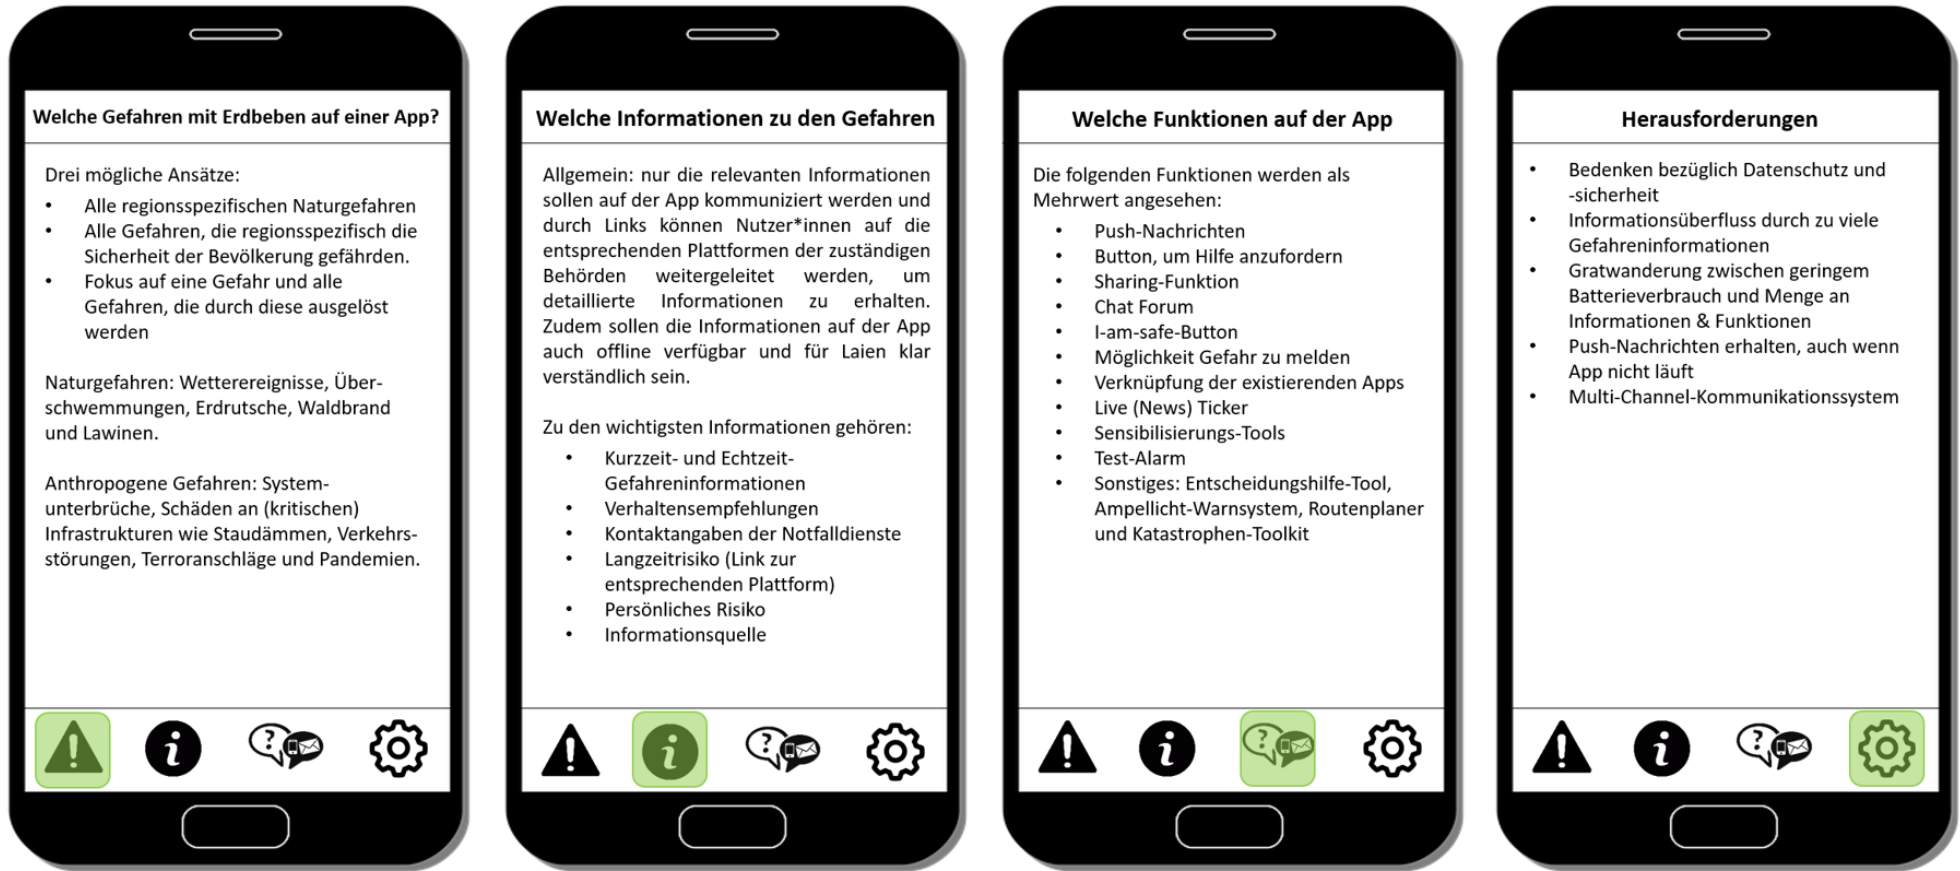 Welche Gefahren mit Erdbeben auf einer App?
Drei mögliche Ansätze:
• Alle regionsspezifischen Naturgefahren
• Alle Gefahren, die regionsspezifisch die
Sicherheit der Bevölkerung gefährden.
• Fokus auf eine Gefahr und alle
Gefahren, die durch diese ausgelöst
werden
Naturgefahren: Wetterereignisse, Über-
schwemmungen, Erdrutsche, Waldbrand
und Lawinen.
Anthropogene Gefahren: System-
unterbrüche, Schäden an (kritischen)
Infrastrukturen wie Staudämmen, Verkehrs-
störungen, Terroranschläge und Pandemien.
Welche Informationen zu den Gefahren
Allgemein: nur die relevanten Informationen
sollen auf der App kommuniziert werden und
durch Links können Nutzer*innen auf die
entsprechenden Plattformen der zuständigen
Behörden weitergeleitet werden, um
detaillierte Informationen zu erhalten.
Zudem sollen die Informationen auf der App
auch offline verfügbar und für Laien klar
verständlich sein.
Zu den wichtigsten Informationen gehören:
• Kurzzeit- und Echtzeit-
Gefahreninformationen
• Verhaltensempfehlungen
• Kontaktangaben der Notfalldienste
• Langzeitrisiko (Link zur
entsprechenden Plattform)
• Persönliches Risiko
• Informationsquelle
Welche Funktionen auf der App
Die folgenden Funktionen werden als
Mehrwert angesehen:
• Push-Nachrichten
• Button, um Hilfe anzufordern
• Sharing-Funktion
• Chat Forum
• I-am-safe-Button
• Möglichkeit Gefahr zu melden
• Verknüpfung der existierenden Apps
• Live (News) Ticker
• Sensibilisierungs-Tools
• Test-Alarm
• Sonstiges: Entscheidungshilfe-Tool,
Ampellicht-Warnsystem, Routenplaner
und Katastrophen-Toolkit
Herausforderungen
• Bedenken bezüglich Datenschutz und
-sicherheit
• Informationsüberfluss durch zu viele
Gefahreninformationen
• Gratwanderung zwischen geringem
Batterieverbrauch und Menge an
Informationen & Funktionen
• Push-Nachrichten erhalten, auch wenn
App nicht läuft
• Multi-Channel-Kommunikationssystem